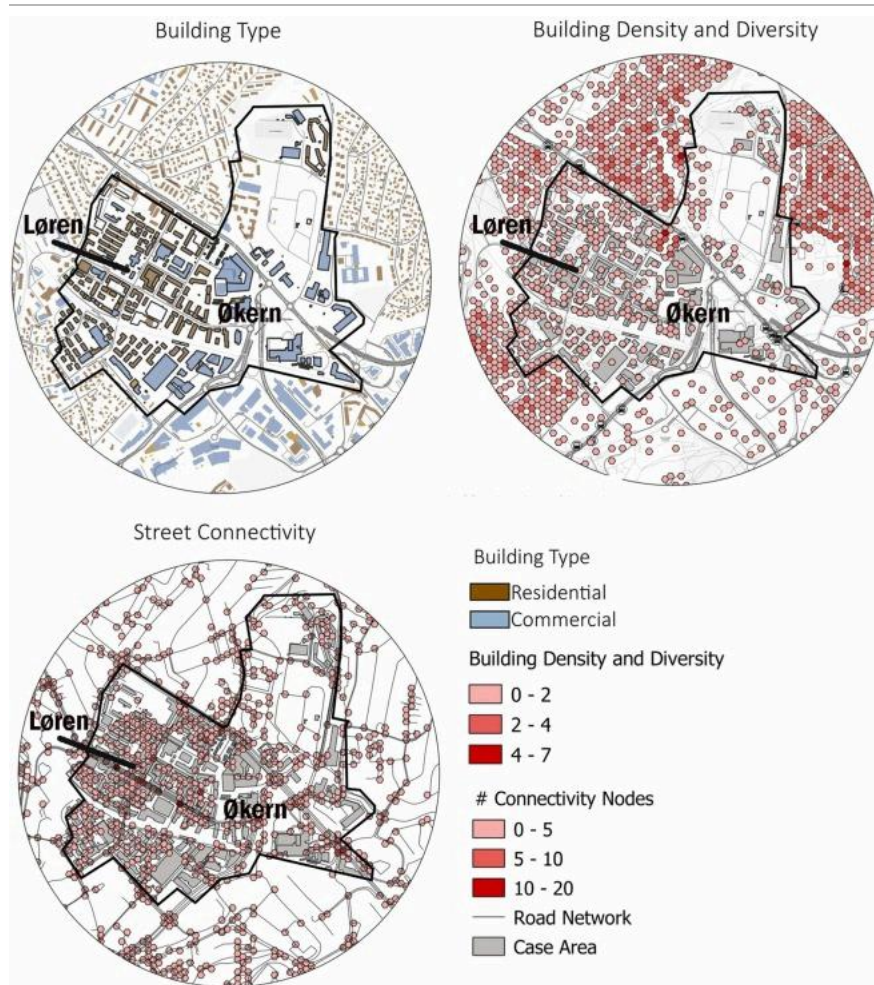 Building Type
Building Density and Diversity
Løren
Økern
Løren
Økern
Street Connectivity
Løren
Økern
Building Type
Residential
Commercial
Building Density and Diversity
0 - 2
2 - 4
4 - 7
# Connectivity Nodes
0 - 5
5 - 10
10 - 20
Road Network
Case Area